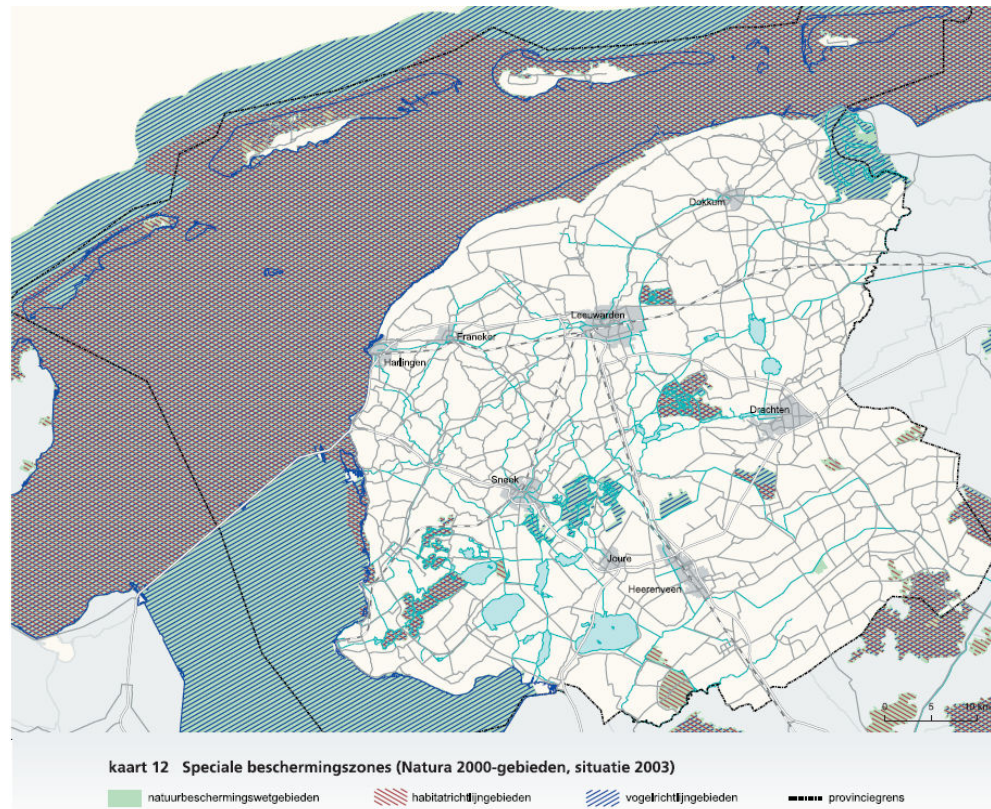 Dokkum
Leeuwarden
Franeker
Harlingen
Drachten
Sneek
Joure
Heerenveen
0 5 10 km
kaart 12 Speciale beschermingszones (Natura 2000-gebieden, situatie 2003)
natuurbeschermingswetgebieden habitatrichtlijngebieden vogelrichtlijngebieden provinciegrens